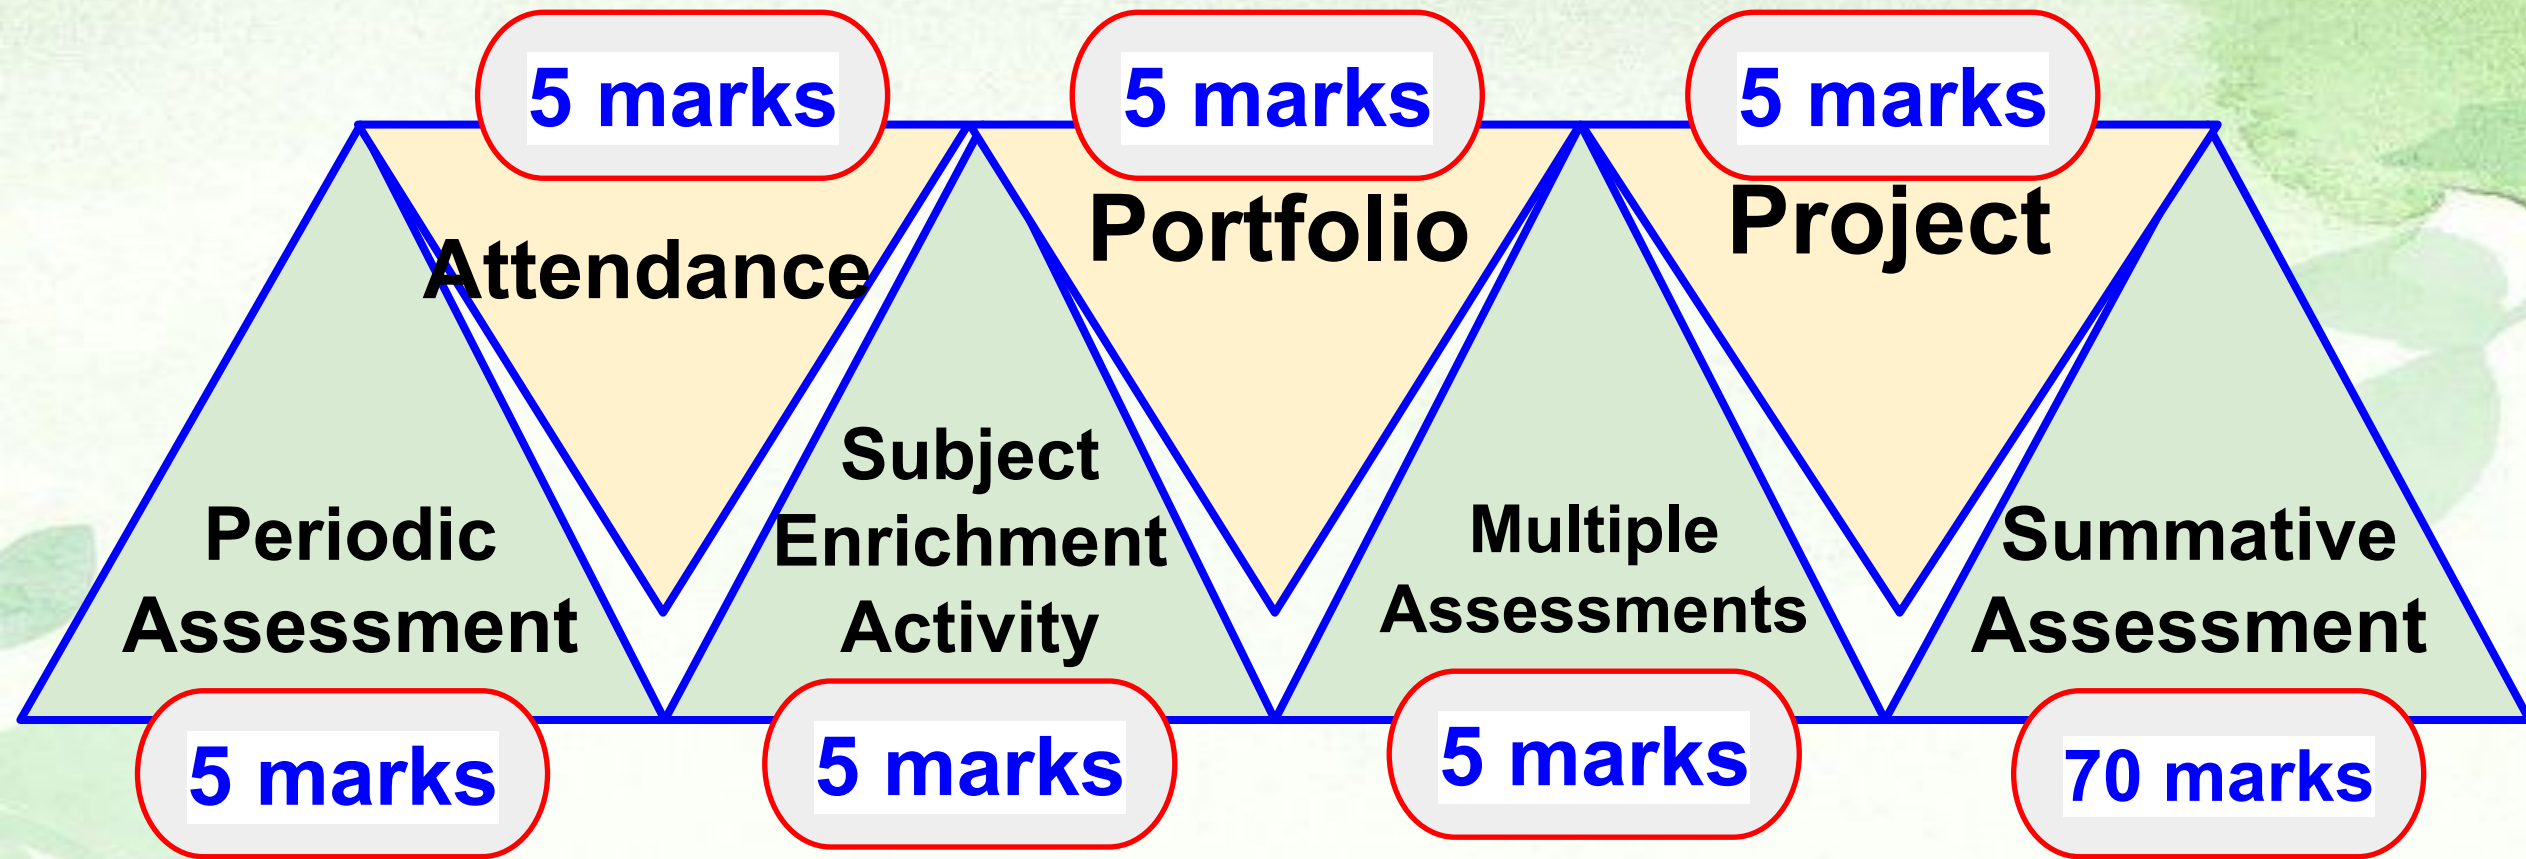 5 marks
5 marks
5 marks
Attendance
Portfolio
Project
Periodic
Assessment
Subject
Enrichment
Activity
Multiple
Assessments
Summative
Assessment
5 marks
5 marks
5 marks
70 marks